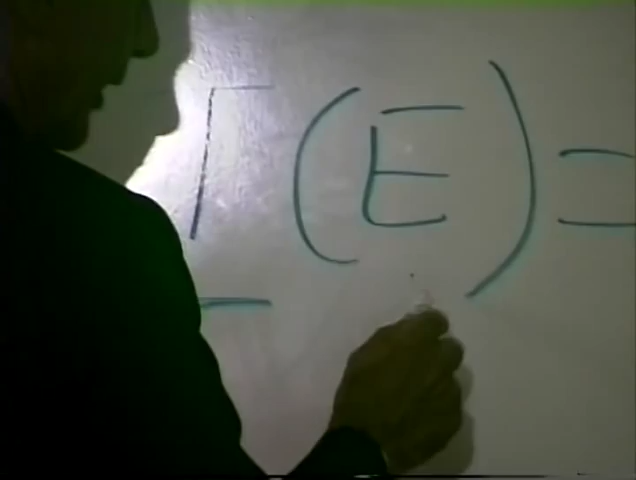 Γ (E) =